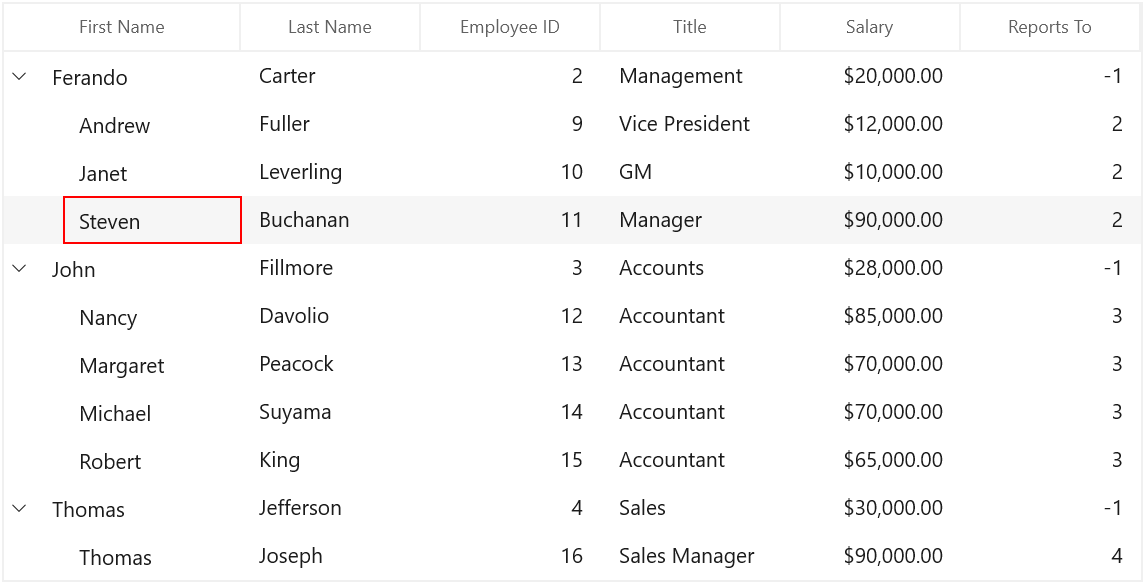 First Name Last Name Employee ID Title Salary Reports To
Ferando Carter 2 Management $20,000.00 -1
Andrew Fuller 9 Vice President $12,000.00 2
Janet Leverling 10 GM $10,000.00 2
Steven Buchanan 11 Manager $90,000.00 2
John Fillmore 3 Accounts $28,000.00 -1
Nancy Davolio 12 Accountant $85,000.00 3
Margaret Peacock 13 Accountant $70,000.00 3
Michael Suyama 14 Accountant $70,000.00 3
Robert King 15 Accountant $65,000.00 3
Thomas Jefferson 4 Sales $30,000.00 -1
Thomas Joseph 16 Sales Manager $90,000.00 4